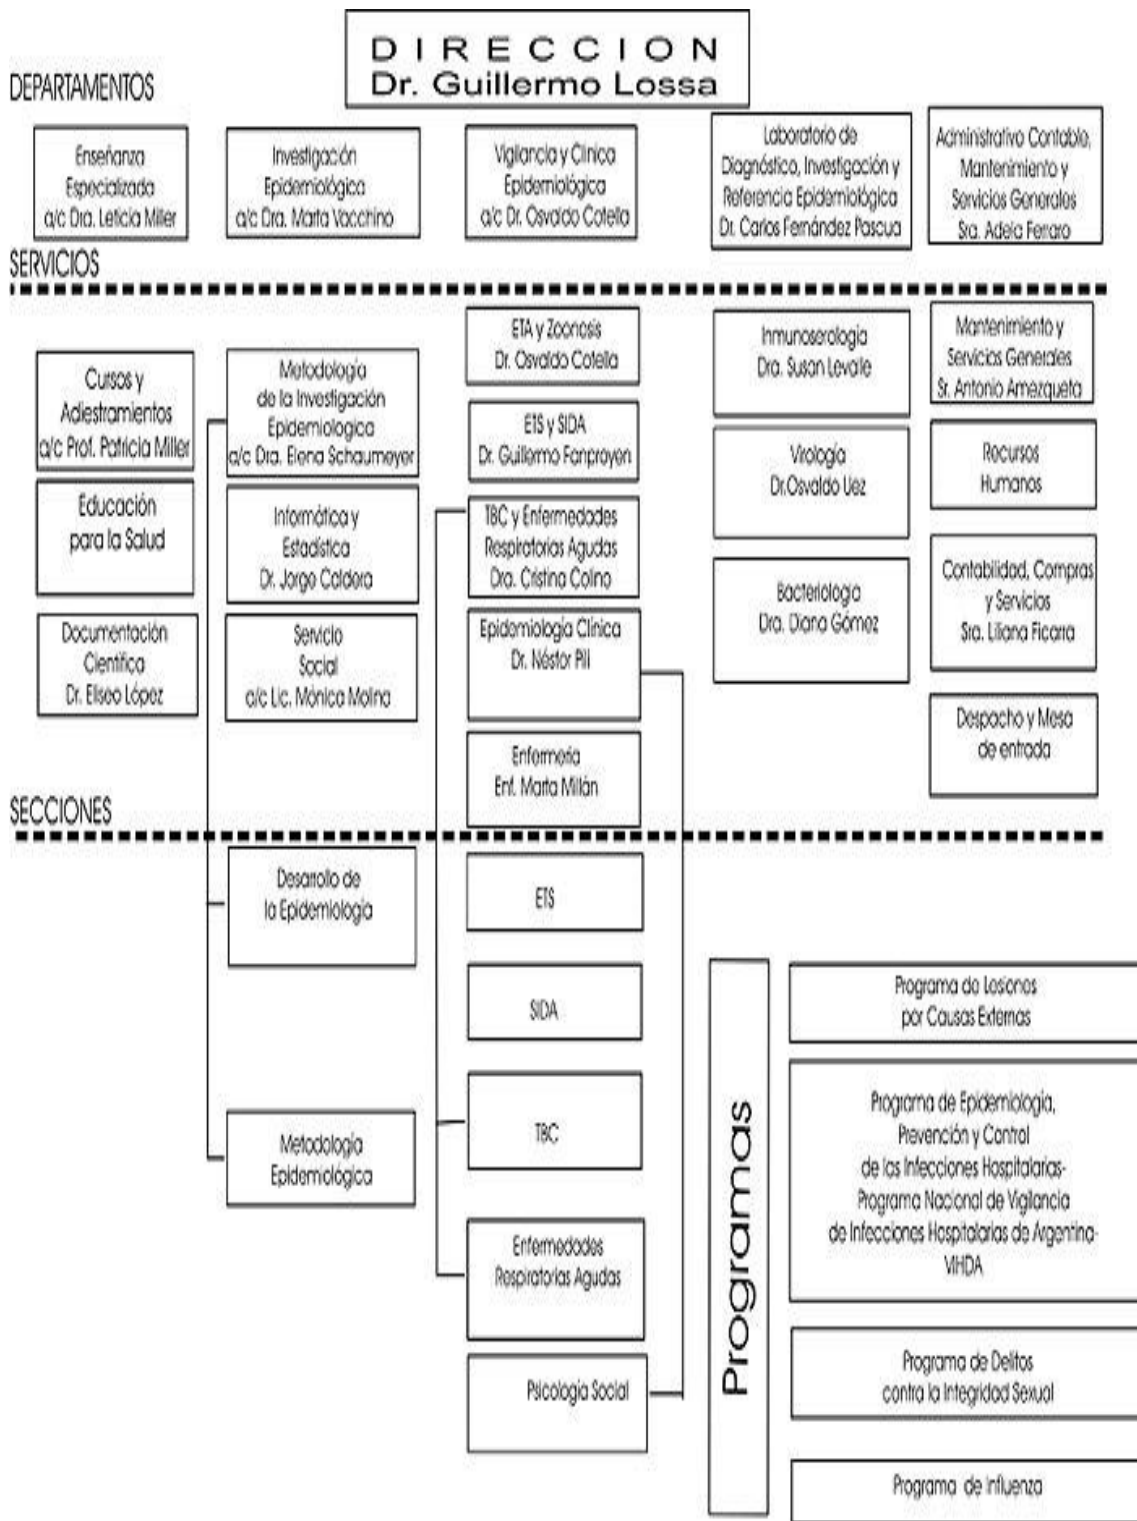 DIRECCION
Dr. Guillermo Lossa
DEPARTAMENTOS
Enseñanza
Especializada
a/c Dra. Leticia Miller
Investigación
Epidemiológica
a/c Dra. Marta Vacchino
Vigilancia y Clínica
Epidemiológica
a/c Dr. Osvaldo Cotella
Laboratorio de
Diagnóstico, Investigación y
Referencia Epidemiológica
Dr. Carlos Fernández Pascua
Administrativo Contable,
Mantenimiento y
Servicios Generales
Sra. Adela Ferraro
SERVICIOS
Cursos y
Adiestramientos
a/c Prof. Patricia Miller
Educación
para la Salud
Documentación
Científica
Dr. Eliseo López
Metodología
de la Investigación
Epidemiologica
a/c Dra. Elena Schaumeyer
Informática y
Estadística
Dr. Jorge Caldera
Servicio
Social
a/c Lic. Mónica Molina
ETA y Zoonosis
Dr. Osvaldo Cotella
ETS y SIDA
Dr. Guillermo Fanproyen
TBC y Enfermedades
Respiratorias Agudas
Dra. Cristina Colino
Epidemiología Clínica
Dr. Néstor Pili
Enfermería
Enf. Marta Millán
Inmunoserología
Dra. Susan Levalle
Virología
Dr.Osvaldo Uez
Bacteriología
Dra. Diana Gómez
Mantenimiento y
Servicios Generales
Sr. Antonio Amezqueta
Recursos
Humanos
Contabilidad, Compras
y Servicios
Sra. Liliana Ficarra
Despacho y Mesa
de entrada
SECCIONES
Desarrollo de
la Epidemiología
Metodología
Epidemiológica
ETS
SIDA
TBC
Enfermedades
Respiratorias Agudas
Psicología Social
Programas
Programa de Lesiones
por Causas Externas
Programa de Epidemiología,
Prevención y Control
de las Infecciones Hospitalarias-
Programa Nacional de Vigilancia
de Infecciones Hospitalarias de Argentina-
VIHDA
Programa de Delitos
contra la Integridad Sexual
Programa de Influenza